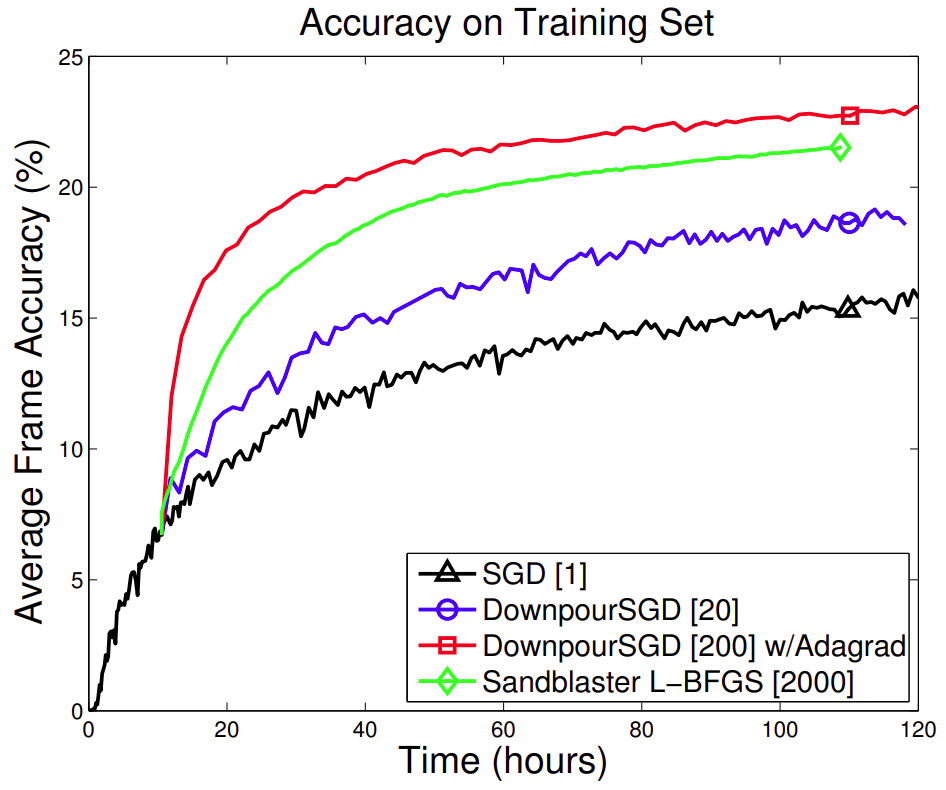 Accuracy on Training Set
25
20
15
10
5
0
Average Frame Accuracy (%)
SGD [1]
DownpourSGD [20]
DownpourSGD [200] w/Adagrad
Sandblaster L−BFGS [2000]
0 20 40 60 80 100 120
Time (hours)